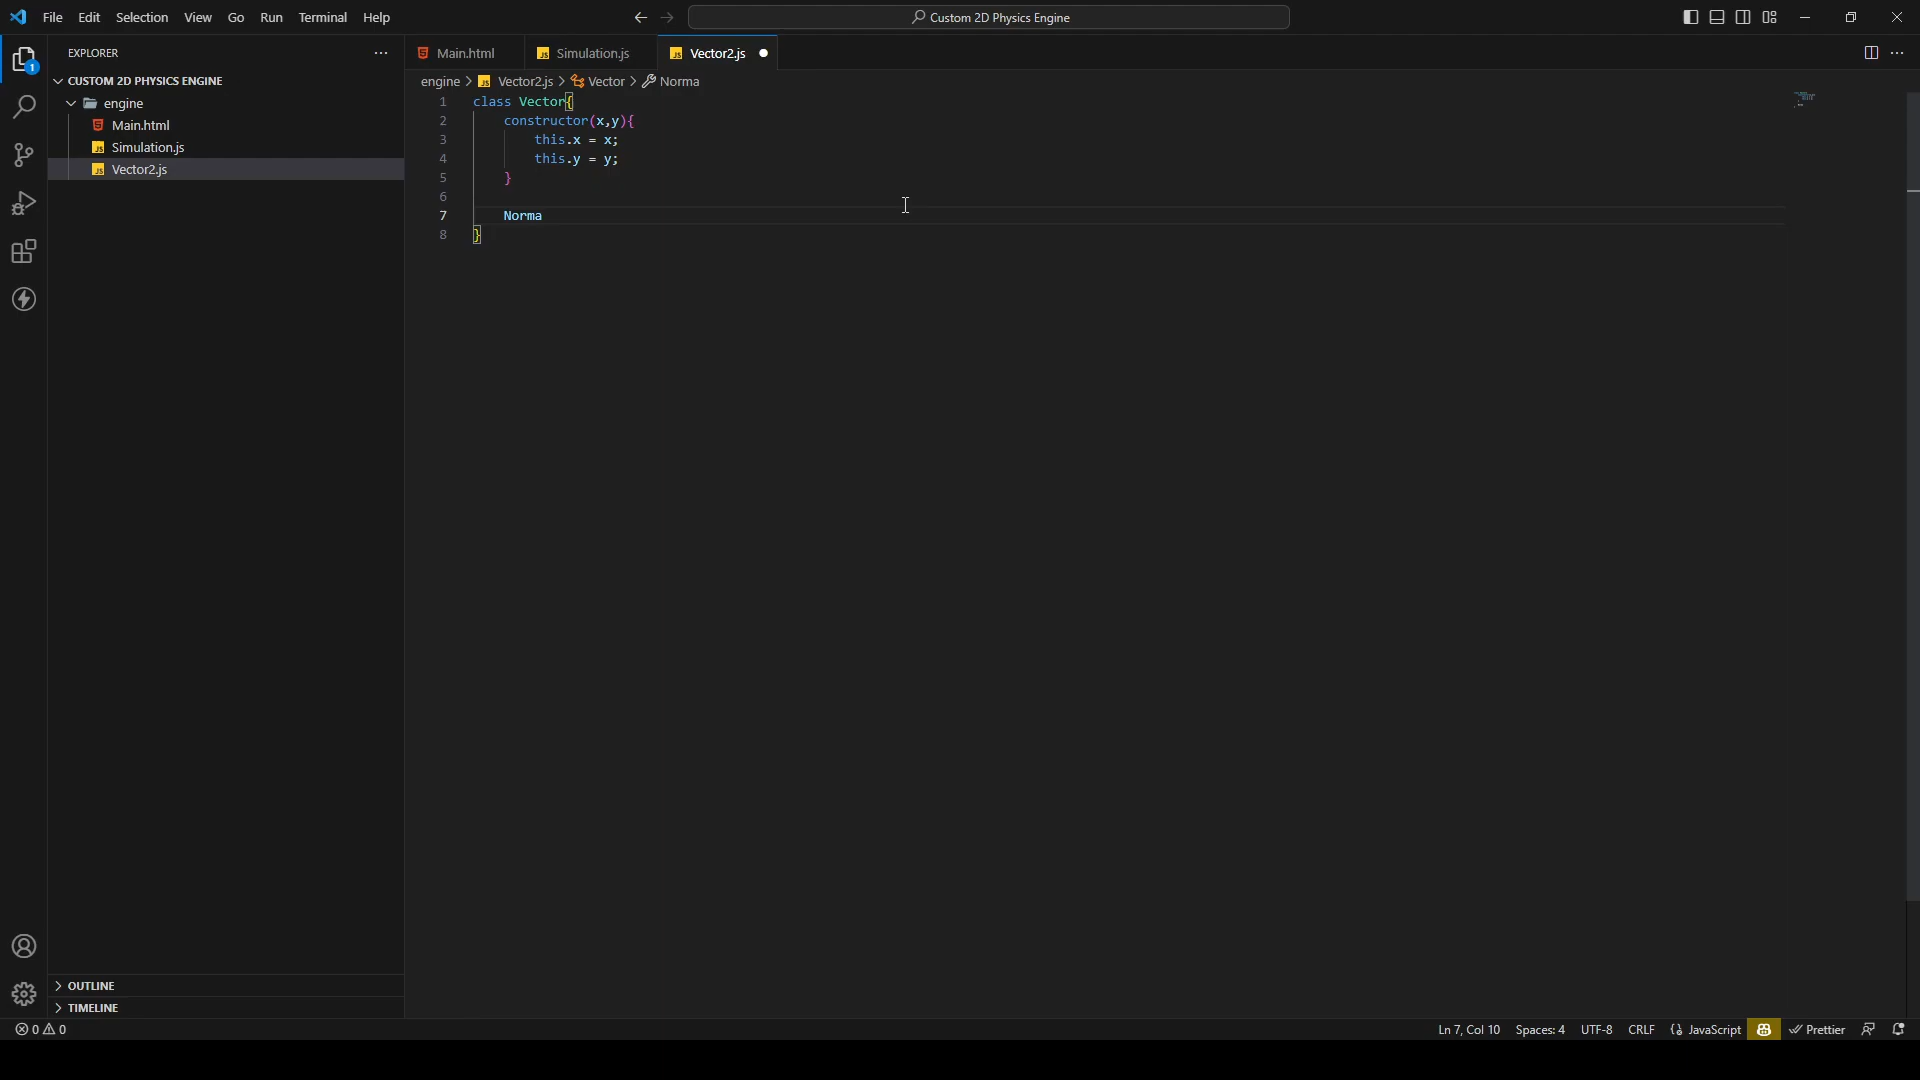 File Edit Selection View Go Run Terminal Help
Custom 2D Physics Engine
EXPLORER
CUSTOM 2D PHYSICS ENGINE
engine
Main.html
Simulation.js
Vector2.js
OUTLINE
TIMELINE
1
Main.html Simulation.js Vector2.js
engine > Vector2.js > Vector > Norma
1 class Vector{
2 constructor(x,y){
3 this.x = x;
4 this.y = y;
5 }
6
7 Norma
8 }
0 0
Ln 7, Col 10 Spaces: 4 UTF-8 CRLF JavaScript Prettier